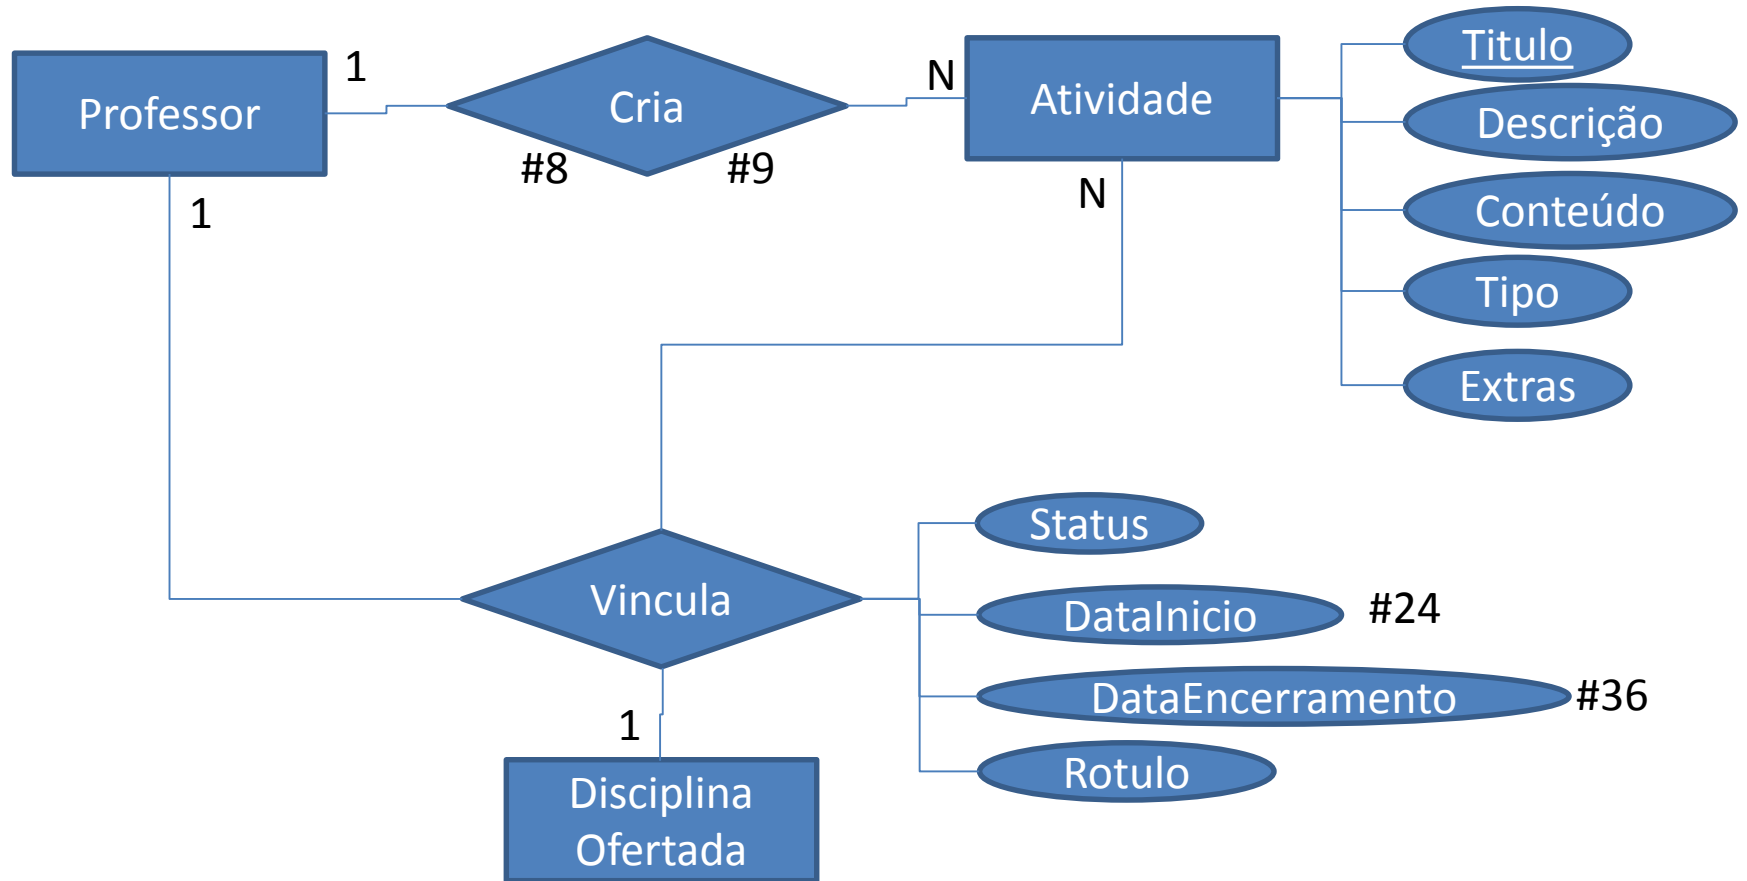 Professor
1
Cria
#8
#9
N
Atividade
N
1
Titulo
Descrição
Conteúdo
Tipo
Extras
Vincula
Status
DataInicio
#24
DataEncerramento
#36
Rotulo
1
Disciplina
Ofertada